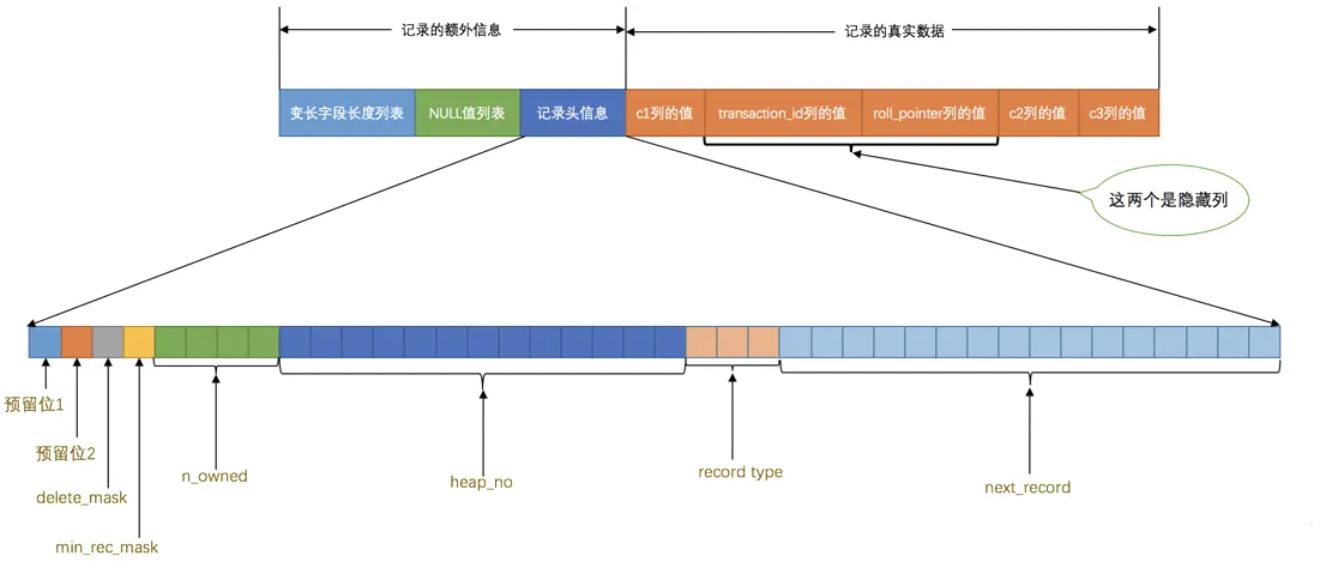 记录的额外信息
记录的真实数据
变长字段长度列表
NULL值列表
记录头信息
c1列的值
transaction_id列的值
roll_pointer列的值
c2列的值
c3列的值
这两个是隐藏列
预留位1
预留位2
delete_mask
min_rec_mask
n_owned
heap_no
record type
next_record